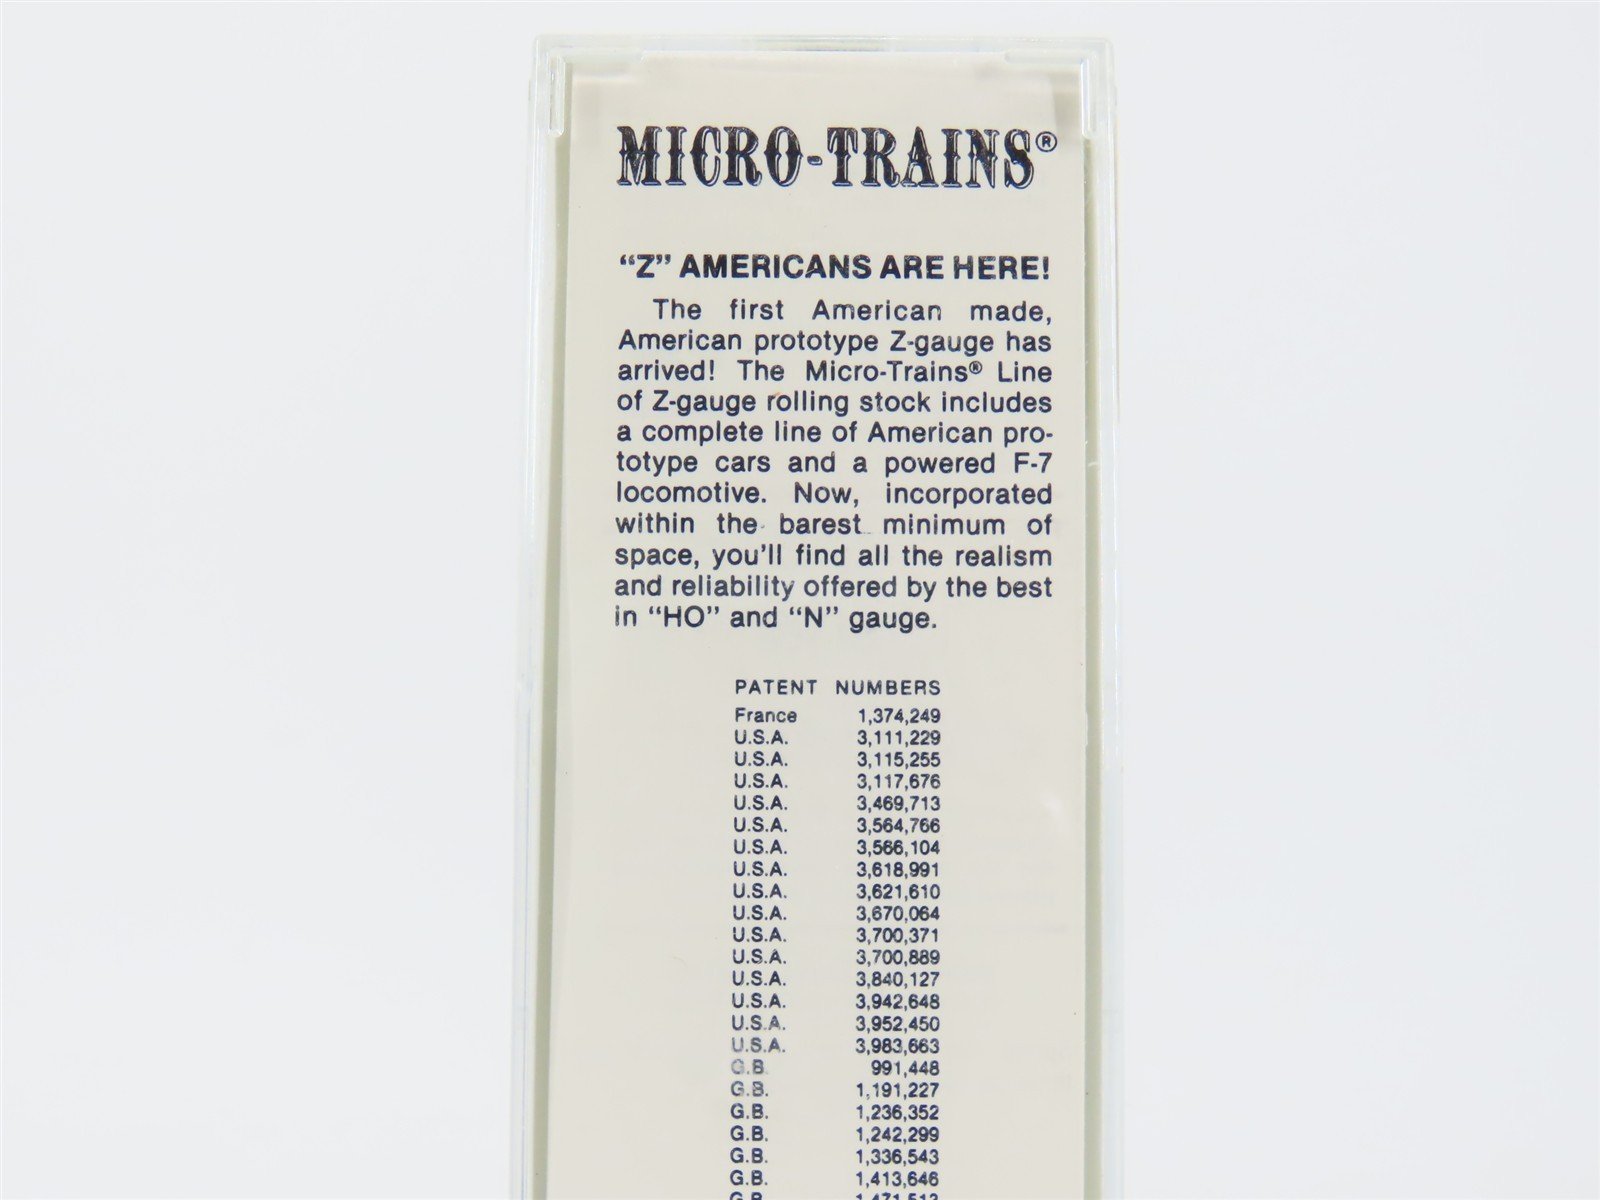 MICRO-TRAINS®
"Z" AMERICANS ARE HERE!
The first American made,
American prototype Z-gauge has
arrived! The Micro-Trains® Line
of Z-gauge rolling stock includes
a complete line of American pro-
totype cars and a powered F-7
locomotive. Now, incorporated
within the barest minimum of
space, you'll find all the realism
and reliability offered by the best
in "HO" and "N" gauge.
PATENT NUMBERS
France 1,374,249
U.S.A. 3,111,229
U.S.A. 3,115,255
U.S.A. 3,117,676
U.S.A. 3,469,713
U.S.A. 3,564,766
U.S.A. 3,566,104
U.S.A. 3,618,991
U.S.A. 3,621,610
U.S.A. 3,670,064
U.S.A. 3,700,371
U.S.A. 3,700,889
U.S.A. 3,840,127
U.S.A. 3,942,648
U.S.A. 3,952,450
U.S.A. 3,983,663
G.B. 991,448
G.B. 1,191,227
G.B. 1,236,352
G.B. 1,242,299
G.B. 1,336,543
G.B. 1,413,646
G.B.